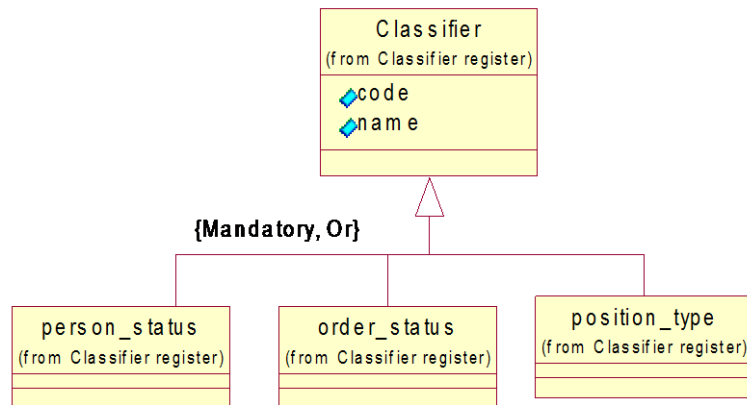 Classifier
(from Classifier register)
code
name
{Mandatory, Or}
person_status
(from Classifier register)
order_status
(from Classifier register)
position_type
(from Classifier register)